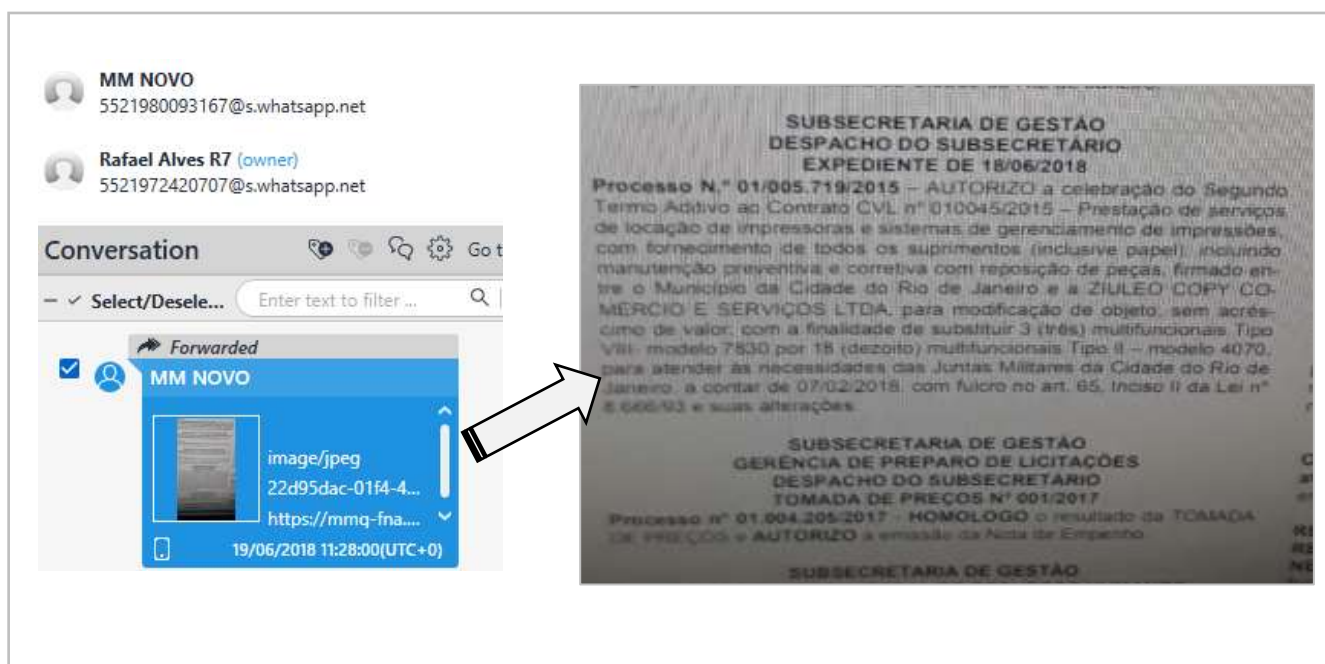 MM NOVO
5521980093167@s.whatsapp.net
Rafael Alves R7 (owner)
5521972420707@s.whatsapp.net
Conversation
Go t
Select/Desele...
Enter text to filter ...
Forwarded
MM NOVO
image/jpeg
22d95dac-01f4-4...
https://mmg-fna....
19/06/2018 11:28:00(UTC+0)
SUBSECRETARIA DE GESTÃO
DESPACHO DO SUBSECRETÁRIO
EXPEDIENTE DE 18/06/2018
Processo N.º 01/005.719/2015 – AUTORIZO a celebração do Segundo
Termo Aditivo ao Contrato CVL nº 010045/2015 – Prestação de serviços
de locação de impressoras e sistemas de gerenciamento de impressões,
com fornecimento de todos os suprimentos (inclusive papel), incluindo
manutenção preventiva e corretiva com reposição de peças, firmado en-
tre o Município da Cidade do Rio de Janeiro e a ZIULEO COPY CO-
MÉRCIO E SERVIÇOS LTDA, para modificação de objeto, sem acrés-
cimo de valor, com a finalidade de substituir 3 (três) multifuncionais Tipo
VIII- modelo 7830 por 18 (dezoito) multifuncionais Tipo II – modelo 4070,
para atender às necessidades das Juntas Militares da Cidade do Rio de
Janeiro, a contar de 07/02/2018, com fulcro no art. 65, Inciso II da Lei nº
8.666/93 e suas alterações.
SUBSECRETARIA DE GESTÃO
GERÊNCIA DE PREPARO DE LICITAÇÕES
DESPACHO DO SUBSECRETÁRIO
TOMADA DE PREÇOS Nº 001/2017
Processo nº 01.004.205/2017 - HOMOLOGO o resultado da TOMADA
DE PREÇOS e AUTORIZO a emissão da Nota de Empenho.
SUBSECRETARIA DE GESTÃO